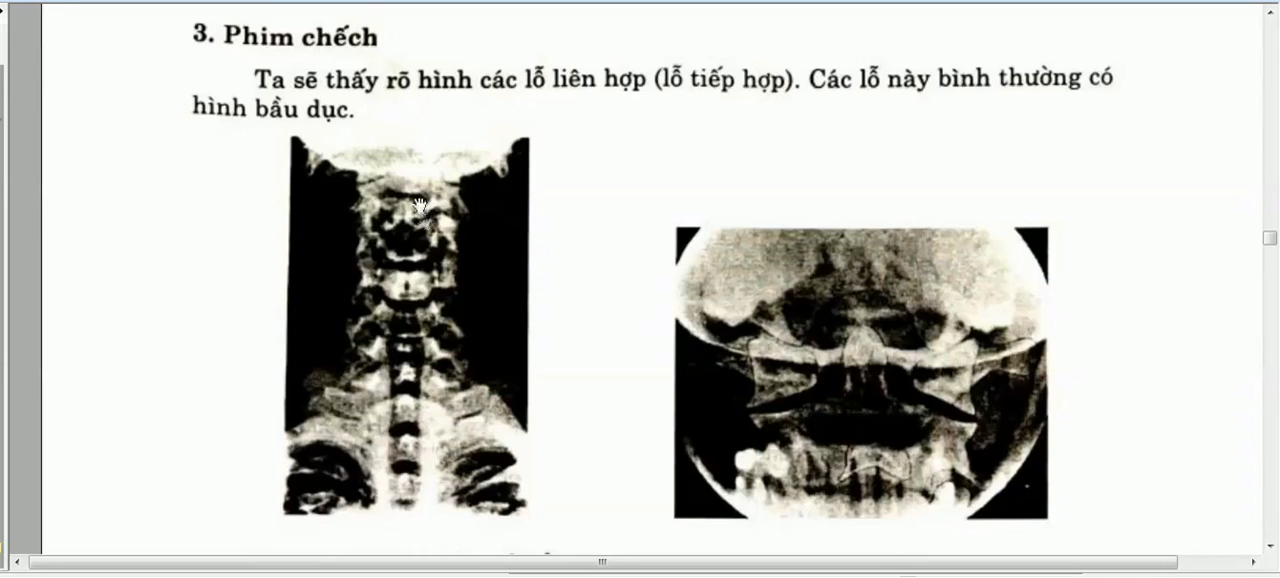 3. Phim chếch
Ta sẽ thấy rõ hình các lỗ liên hợp (lỗ tiếp hợp). Các lỗ này bình thường có
hình bầu dục.